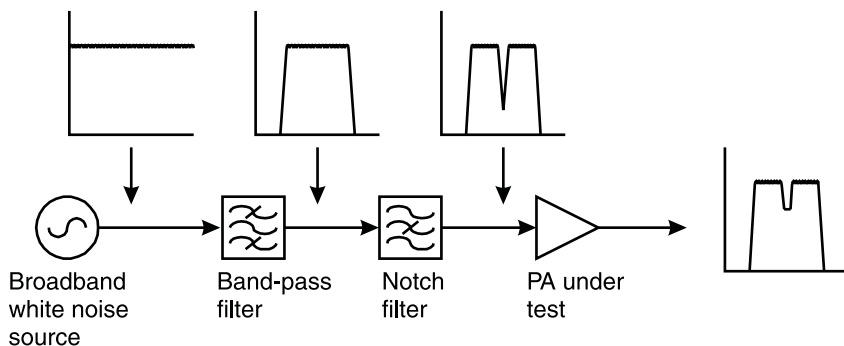 Broadband
white noise
source
Band-pass
filter
Notch
filter
PA under
test